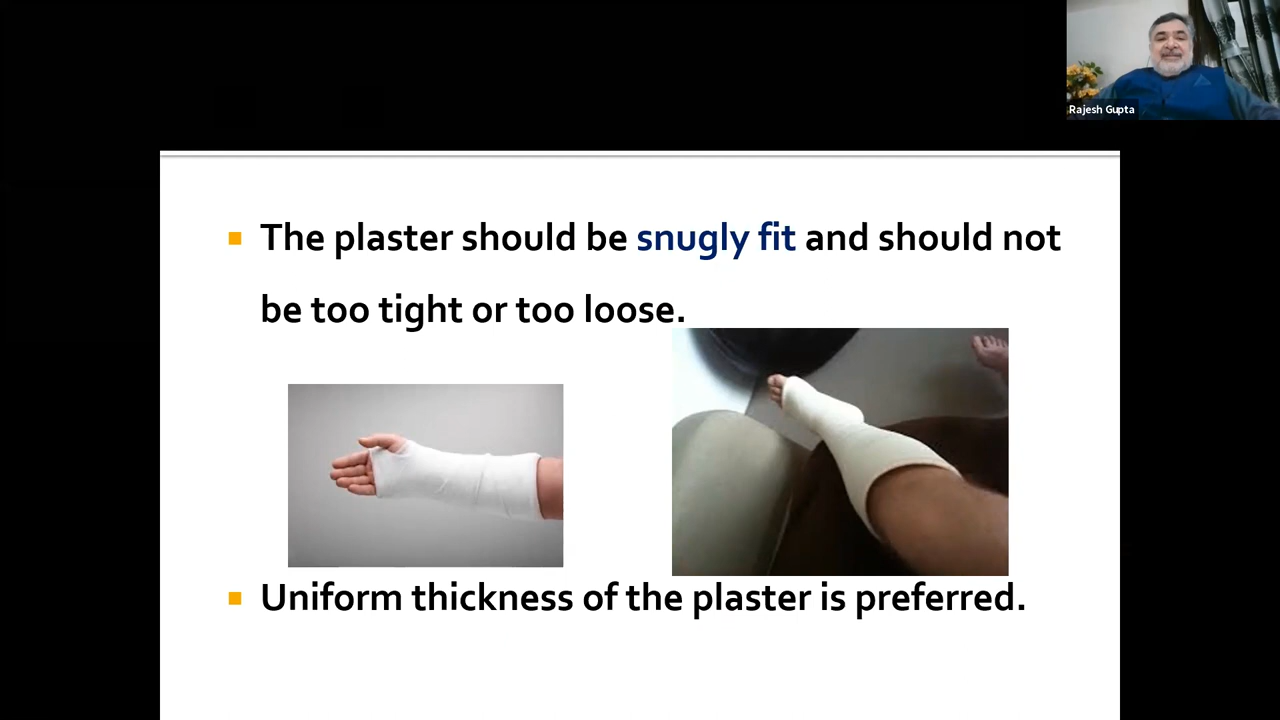 Rajesh Gupta
The plaster should be snugly fit and should not
be too tight or too loose.
Uniform thickness of the plaster is preferred.